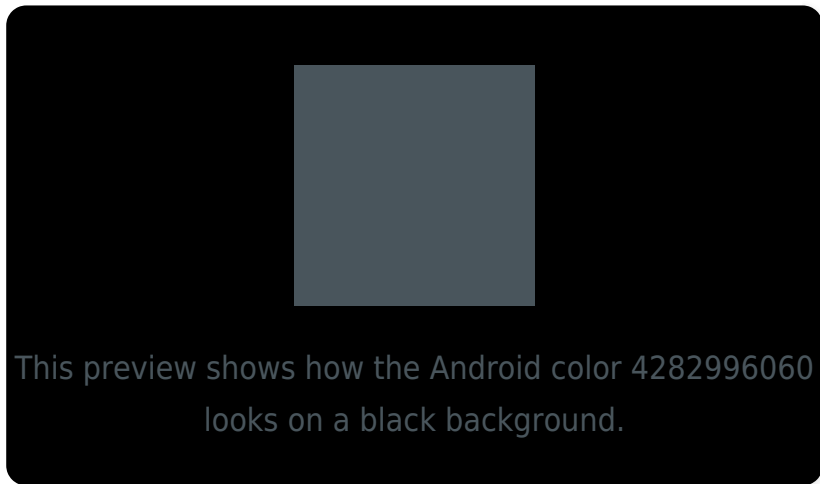 This preview shows how the Android color 4282996060
looks on a black background.